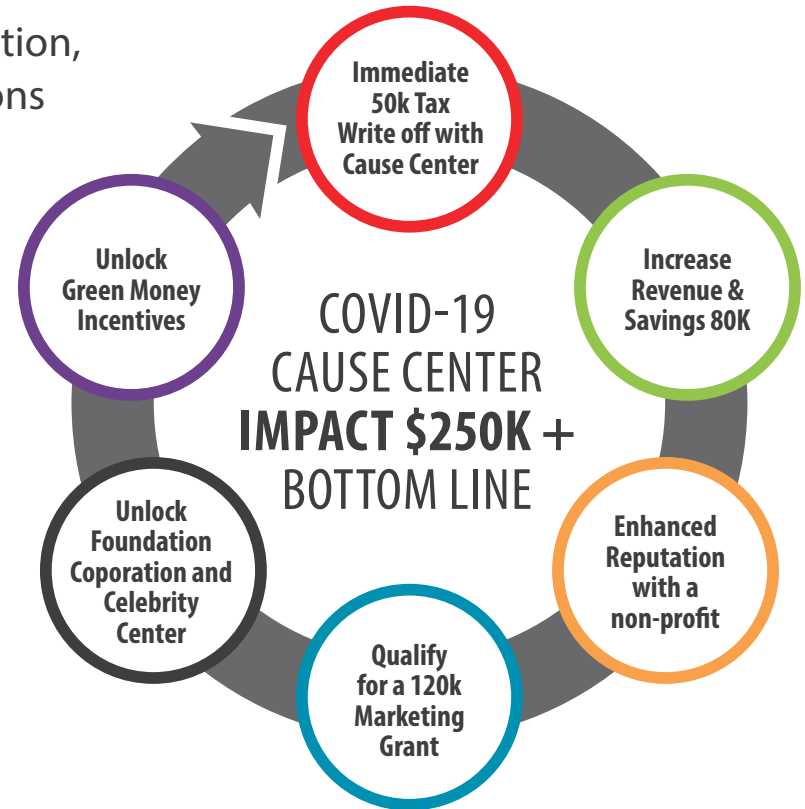 tion,
ons
Immediate
50k Tax
Write off with
Cause Center
Increase
Revenue &
Savings 80K
Enhanced
Reputation
with a
non-profit
Qualify
for a 120k
Marketing
Grant
Unlock
Foundation
Coporation and
Celebrity
Center
Unlock
Green Money
Incentives
COVID-19
CAUSE CENTER
IMPACT $250K +
BOTTOM LINE